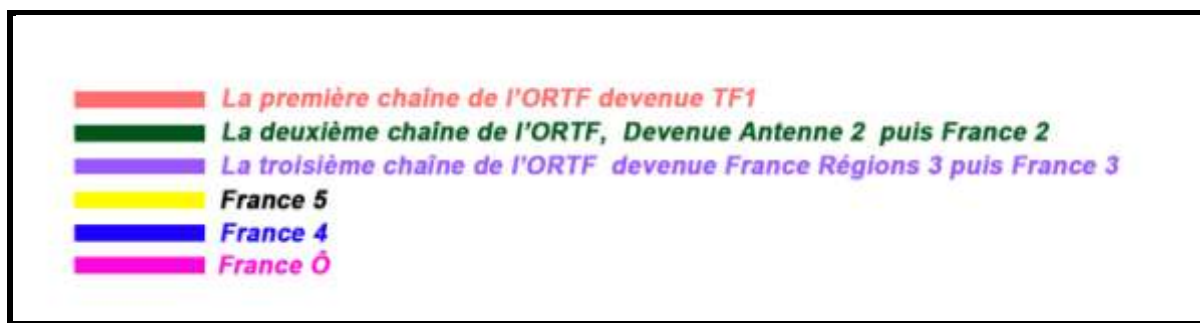 La première chaîne de l'ORTF devenue TF1
La deuxième chaîne de l'ORTF, Devenue Antenne 2 puis France 2
La troisième chaîne de l'ORTF devenue France Régions 3 puis France 3
France 5
France 4
France Ô